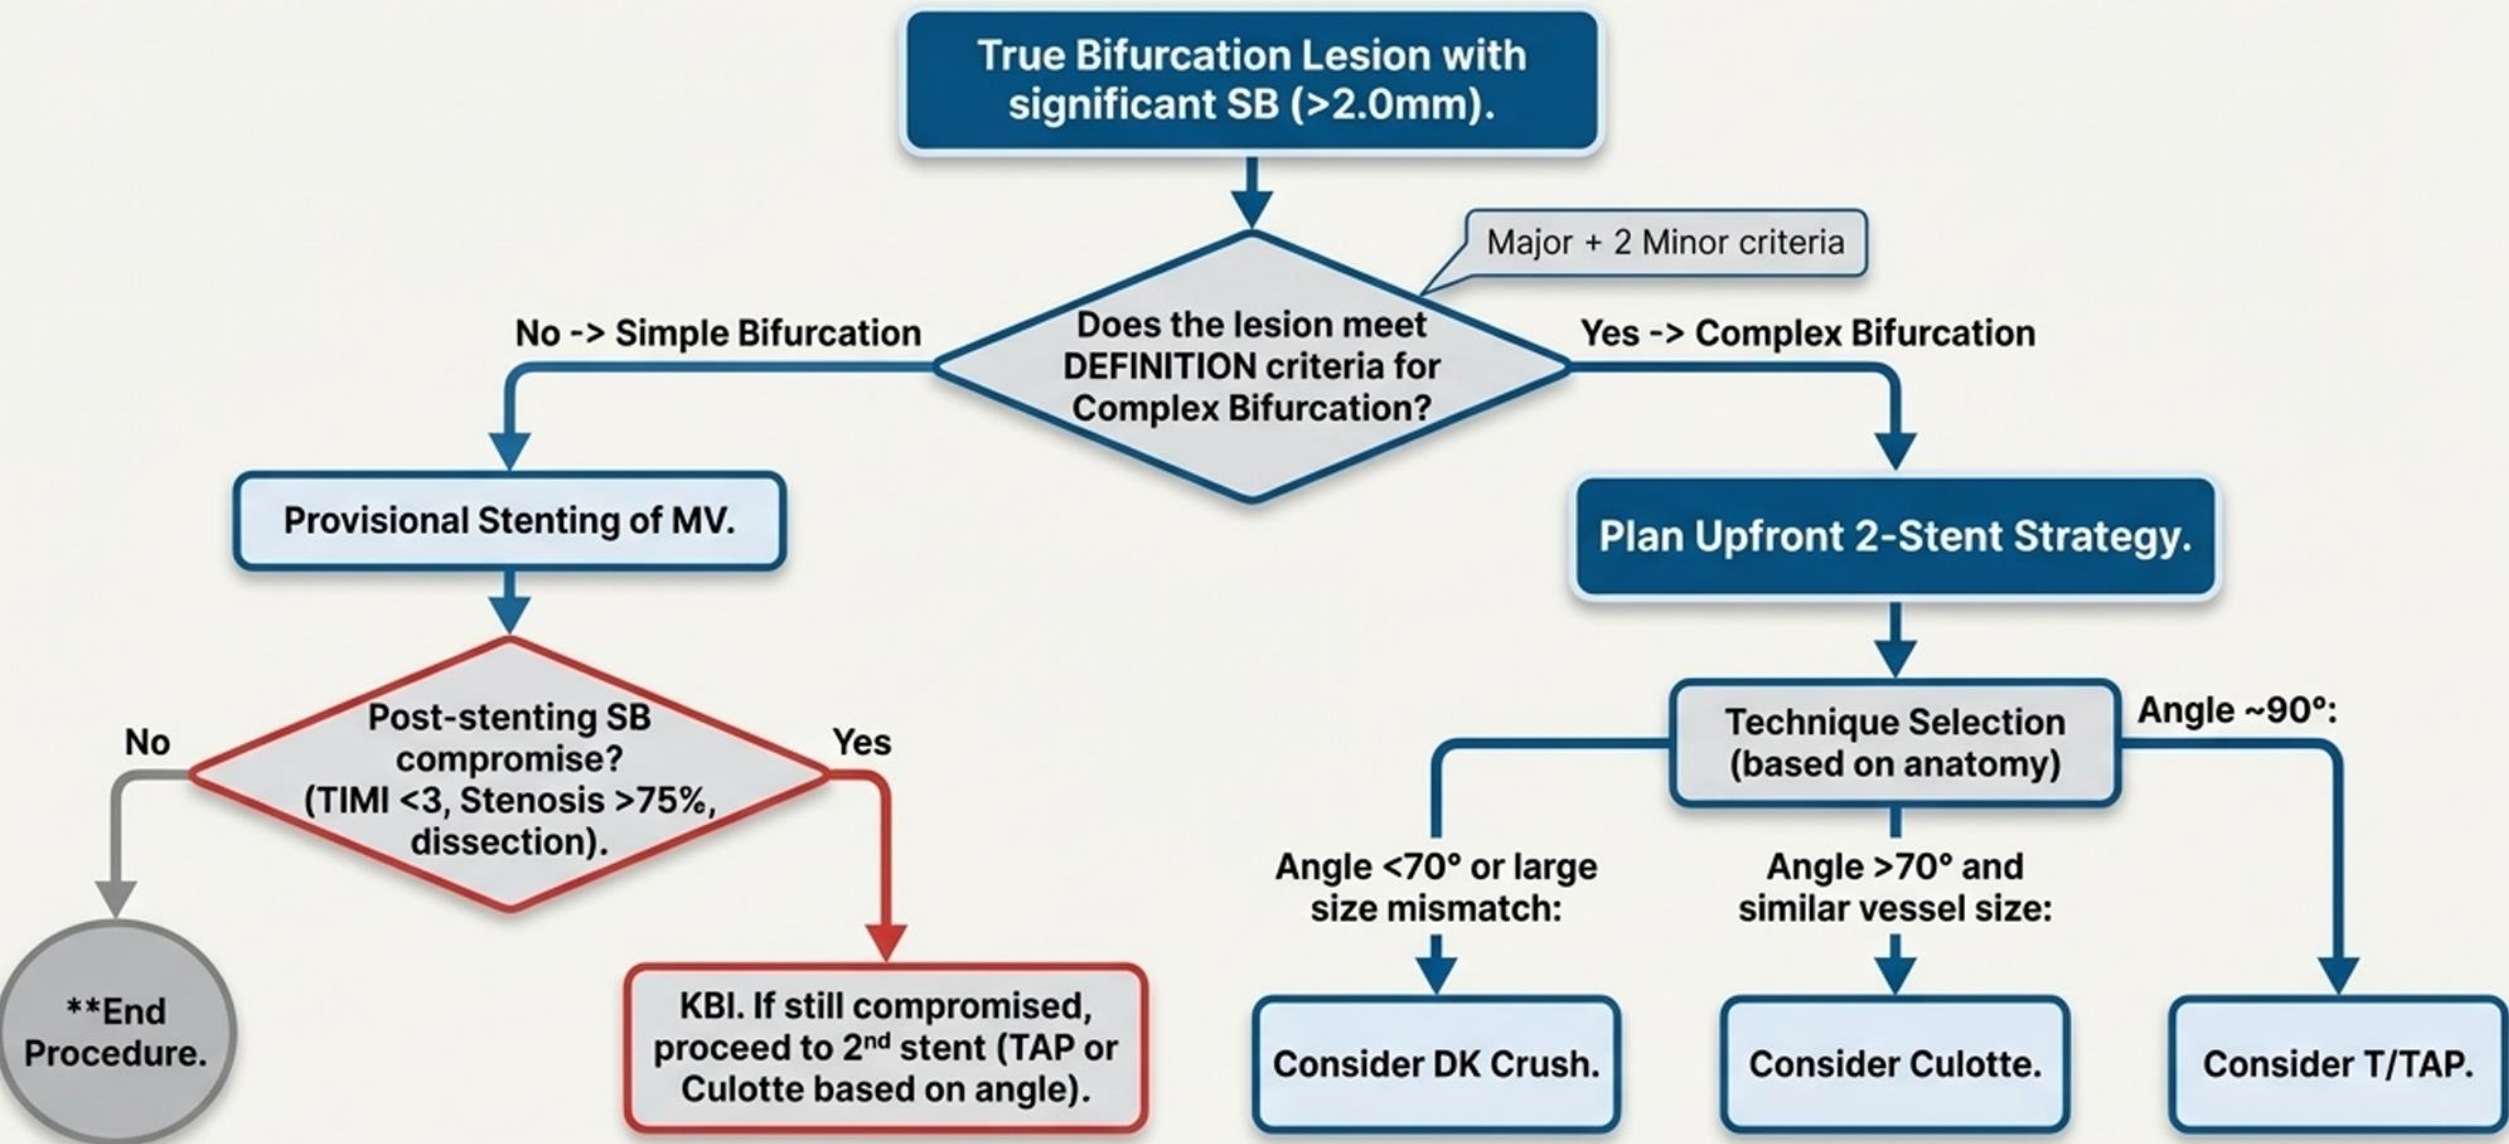 True Bifurcation Lesion with
significant SB (>2.0mm).
Major + 2 Minor criteria
Does the lesion meet
DEFINITION criteria for
Complex Bifurcation?
No -> Simple Bifurcation
Yes -> Complex Bifurcation
Provisional Stenting of MV.
Plan Upfront 2-Stent Strategy.
Post-stenting SB
compromise?
(TIMI <3, Stenosis >75%,
dissection).
No
Yes
**End
Procedure.
KBI. If still compromised,
proceed to 2nd stent (TAP or
Culotte based on angle).
Technique Selection
(based on anatomy)
Angle ~90°:
Angle <70° or large
size mismatch:
Angle >70° and
similar vessel size:
Consider DK Crush.
Consider Culotte.
Consider T/TAP.